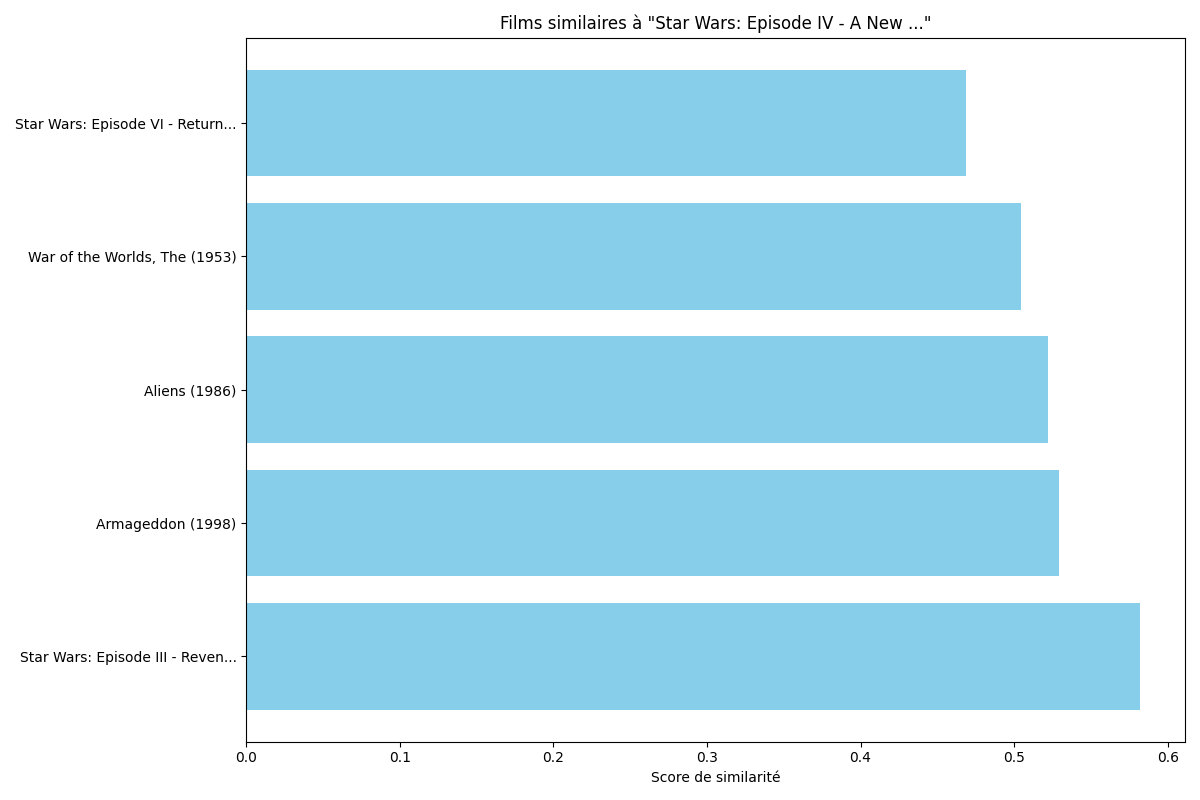 Films similaires à "Star Wars: Episode IV - A New ..."
Star Wars: Episode VI - Return...
War of the Worlds, The (1953)
Aliens (1986)
Armageddon (1998)
Star Wars: Episode III - Reven...
0.0 0.1 0.2 0.3 0.4 0.5 0.6
Score de similarité